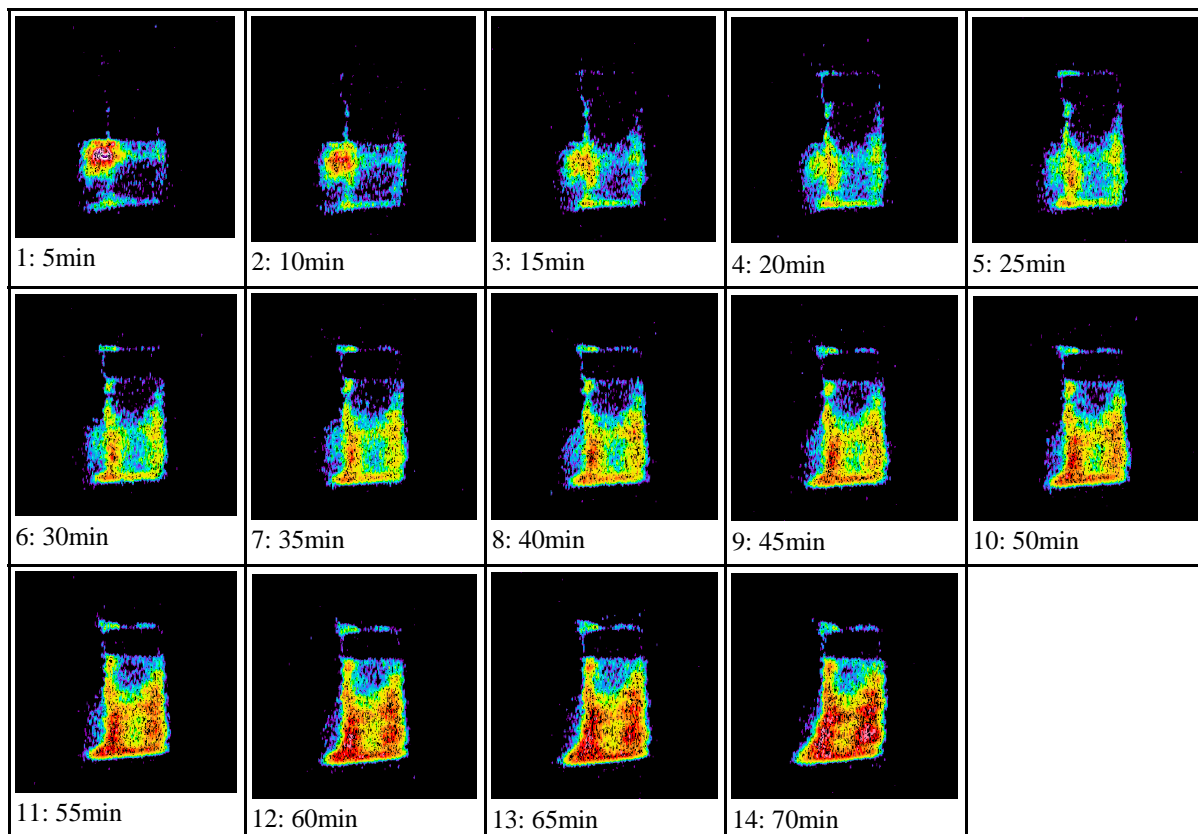 1: 5min
2: 10min
3: 15min
4: 20min
5: 25min
6: 30min
7: 35min
8: 40min
9: 45min
10: 50min
11: 55min
12: 60min
13: 65min
14: 70min